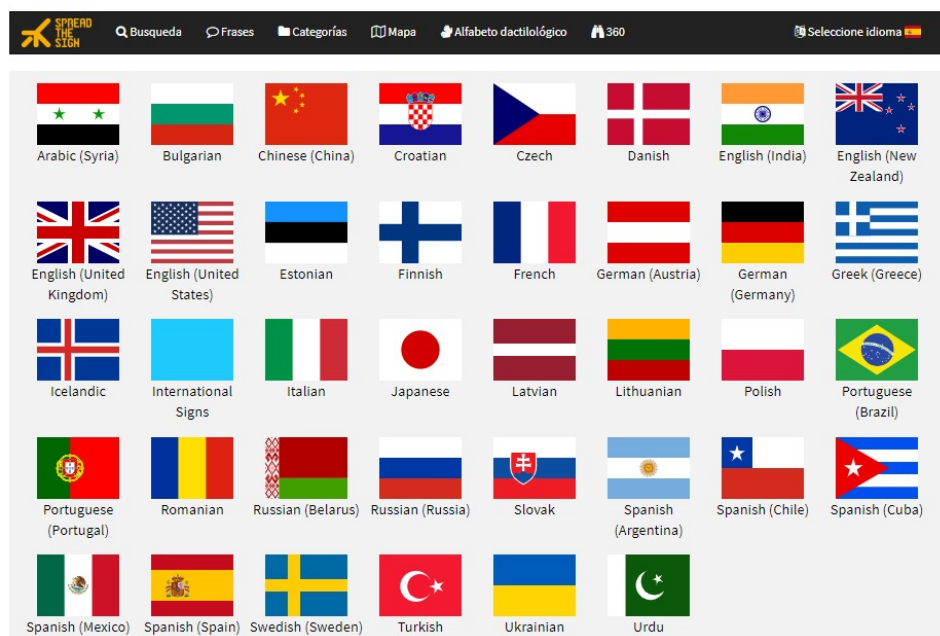 SPREAD
THE
SIGN
Busqueda Frases Categorías Mapa Alfabeto dactilológico 360 Seleccione idioma
Arabic (Syria) Bulgarian Chinese (China) Croatian Czech Danish English (India) English (New
Zealand)
English (United English (United Estonian Finnish French German (Austria) German Greek (Greece)
Kingdom) States) (Germany)
Icelandic International Italian Japanese Latvian Lithuanian Polish Portuguese
Signs (Brazil)
Portuguese Romanian Russian (Belarus) Russian (Russia) Slovak Spanish Spanish (Chile) Spanish (Cuba)
(Portugal) (Argentina)
Spanish (Mexico) Spanish (Spain) Swedish (Sweden) Turkish Ukrainian Urdu